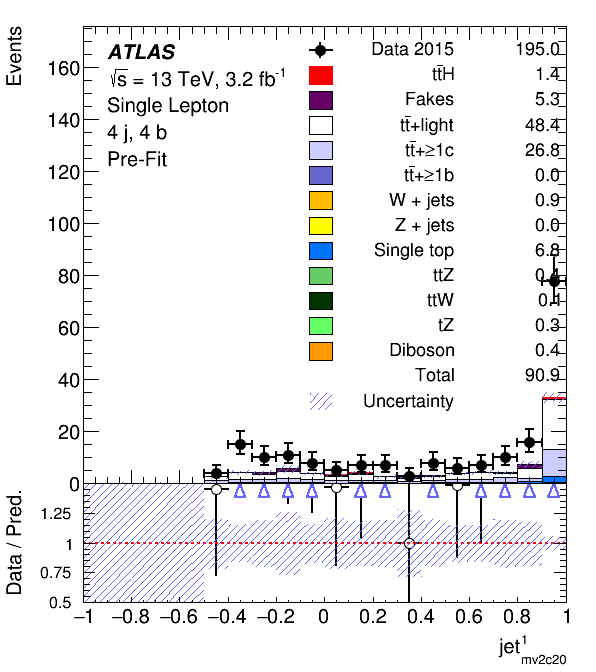 Events
ATLAS
√s = 13 TeV, 3.2 fb⁻¹
Single Lepton
4 j, 4 b
Pre-Fit
Data 2015 195.0
tt̄H 1.4
Fakes 5.3
tt̄+light 48.4
tt̄+≥1c 26.8
tt̄+≥1b 0.0
W + jets 0.9
Z + jets 0.0
Single top 6.8
ttZ
ttW 0.1
tZ 0.3
Diboson 0.4
Total 90.9
Uncertainty
160
140
120
100
80
60
40
20
0
Data / Pred.
1.25
1
0.75
0.5
−1 −0.8 −0.6 −0.4 −0.2 0 0.2 0.4 0.6 0.8 1
jet¹mv2c20